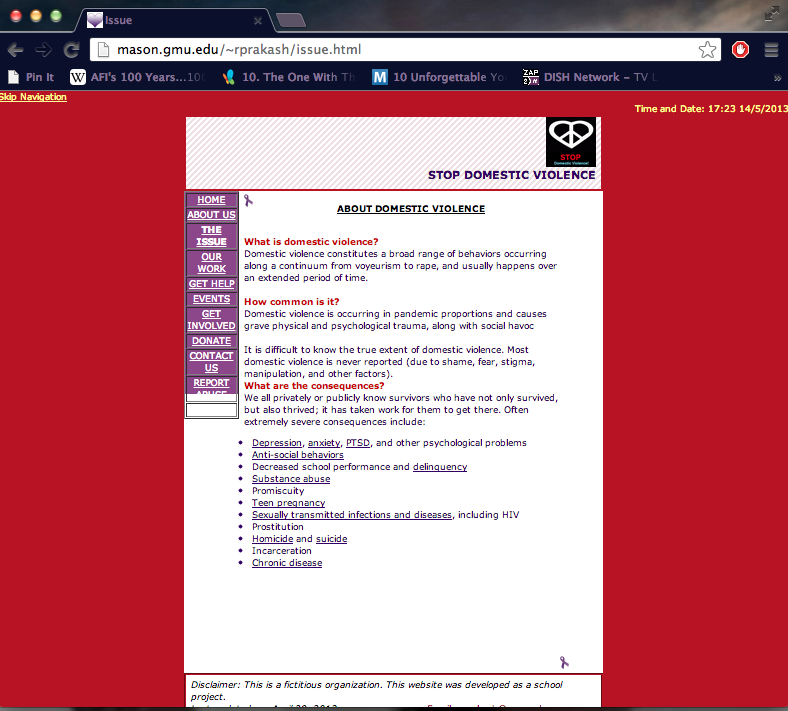 Issue
mason.gmu.edu/~rprakash/issue.html
Pin It
W AFI's 100 Years...100
10. The One With Th
M 10 Unforgettable Yo
ZAP 2it DISH Network – TV L
Skip Navigation
Time and Date: 17:23 14/5/2013
STOP
Domestic Violence!
STOP DOMESTIC VIOLENCE
HOME
ABOUT US
THE
ISSUE
OUR
WORK
GET HELP
EVENTS
GET
INVOLVED
DONATE
CONTACT
US
REPORT
ABUSE
ABOUT DOMESTIC VIOLENCE
What is domestic violence?
Domestic violence constitutes a broad range of behaviors occurring
along a continuum from voyeurism to rape, and usually happens over
an extended period of time.
How common is it?
Domestic violence is occurring in pandemic proportions and causes
grave physical and psychological trauma, along with social havoc
It is difficult to know the true extent of domestic violence. Most
domestic violence is never reported (due to shame, fear, stigma,
manipulation, and other factors).
What are the consequences?
We all privately or publicly know survivors who have not only survived,
but also thrived; it has taken work for them to get there. Often
extremely severe consequences include:
• Depression, anxiety, PTSD, and other psychological problems
• Anti-social behaviors
• Decreased school performance and delinquency
• Substance abuse
• Promiscuity
• Teen pregnancy
• Sexually transmitted infections and diseases, including HIV
• Prostitution
• Homicide and suicide
• Incarceration
• Chronic disease
Disclaimer: This is a fictitious organization. This website was developed as a school
project.